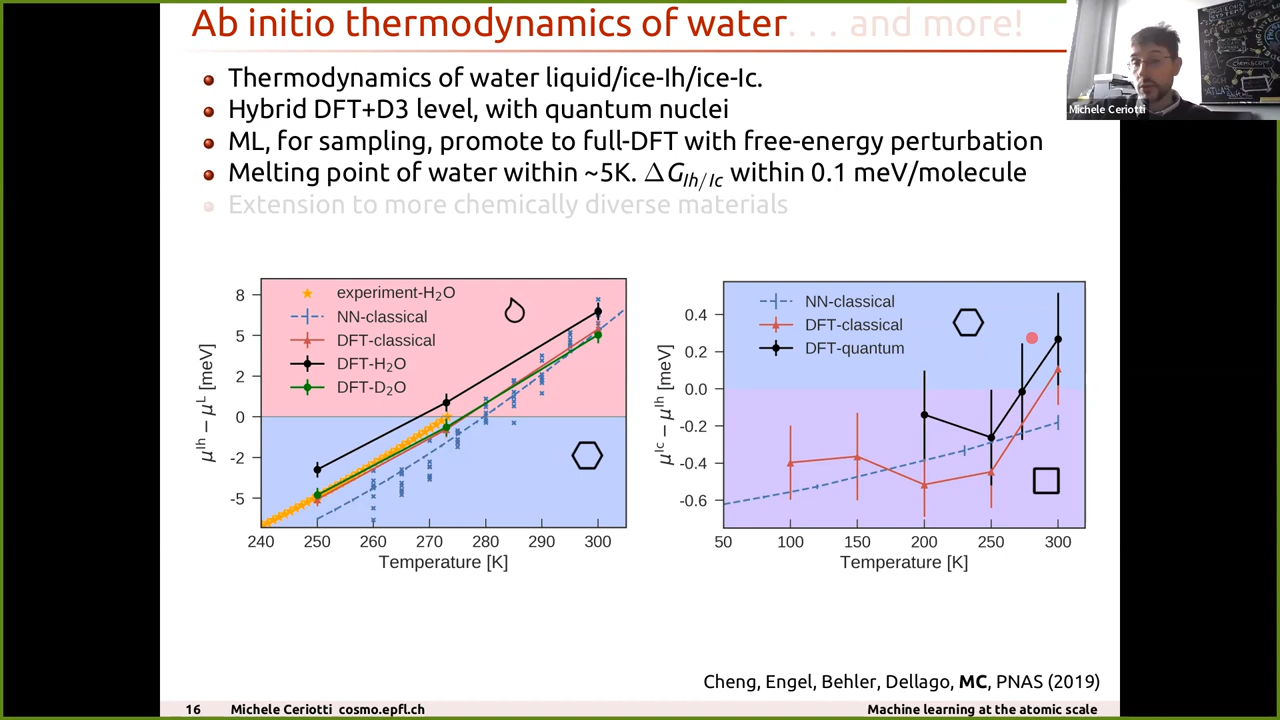 Ab initio thermodynamics of water. . . and more!
Thermodynamics of water liquid/ice-Ih/ice-Ic.
Hybrid DFT+D3 level, with quantum nuclei
ML, for sampling, promote to full-DFT with free-energy perturbation
Melting point of water within ~5K. ΔG_Ih/Ic within 0.1 meV/molecule
Extension to more chemically diverse materials
Michele Ceriotti
experiment-H₂O
NN-classical
DFT-classical
DFT-H₂O
DFT-D₂O
μ^Ih − μ^L [meV]
8
5
2
0
-2
-5
240 250 260 270 280 290 300
Temperature [K]
NN-classical
DFT-classical
DFT-quantum
μ^Ic − μ^Ih [meV]
0.4
0.2
0.0
-0.2
-0.4
-0.6
50 100 150 200 250 300
Temperature [K]
Cheng, Engel, Behler, Dellago, MC, PNAS (2019)
16 Michele Ceriotti cosmo.epfl.ch Machine learning at the atomic scale